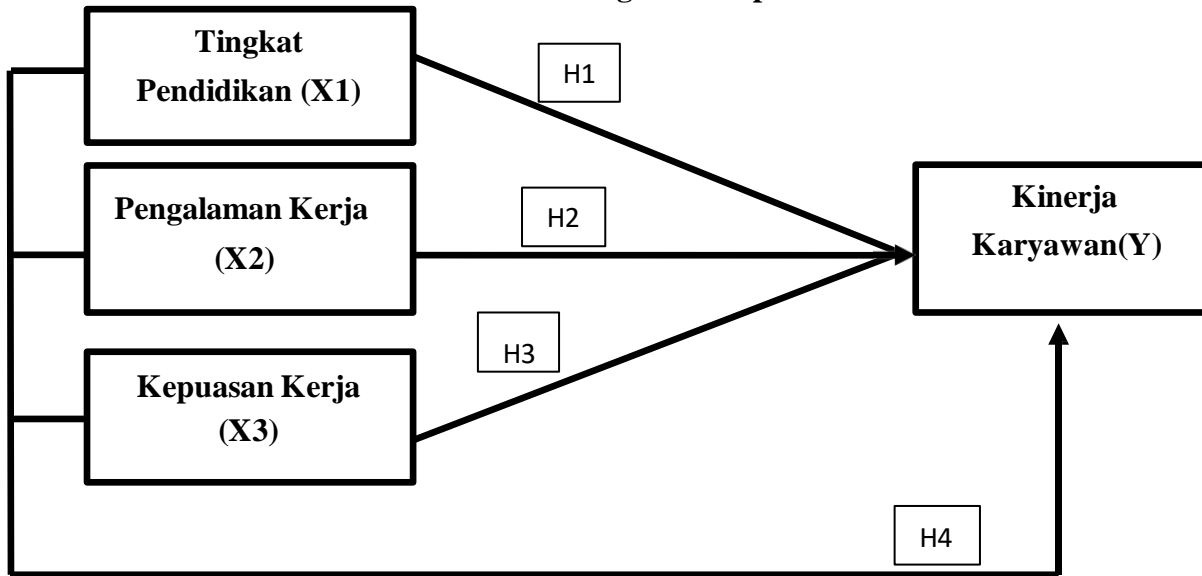 Tingkat
Pendidikan (X1)
H1
Pengalaman Kerja
(X2)
H2
Kinerja
Karyawan(Y)
H3
Kepuasan Kerja
(X3)
H4